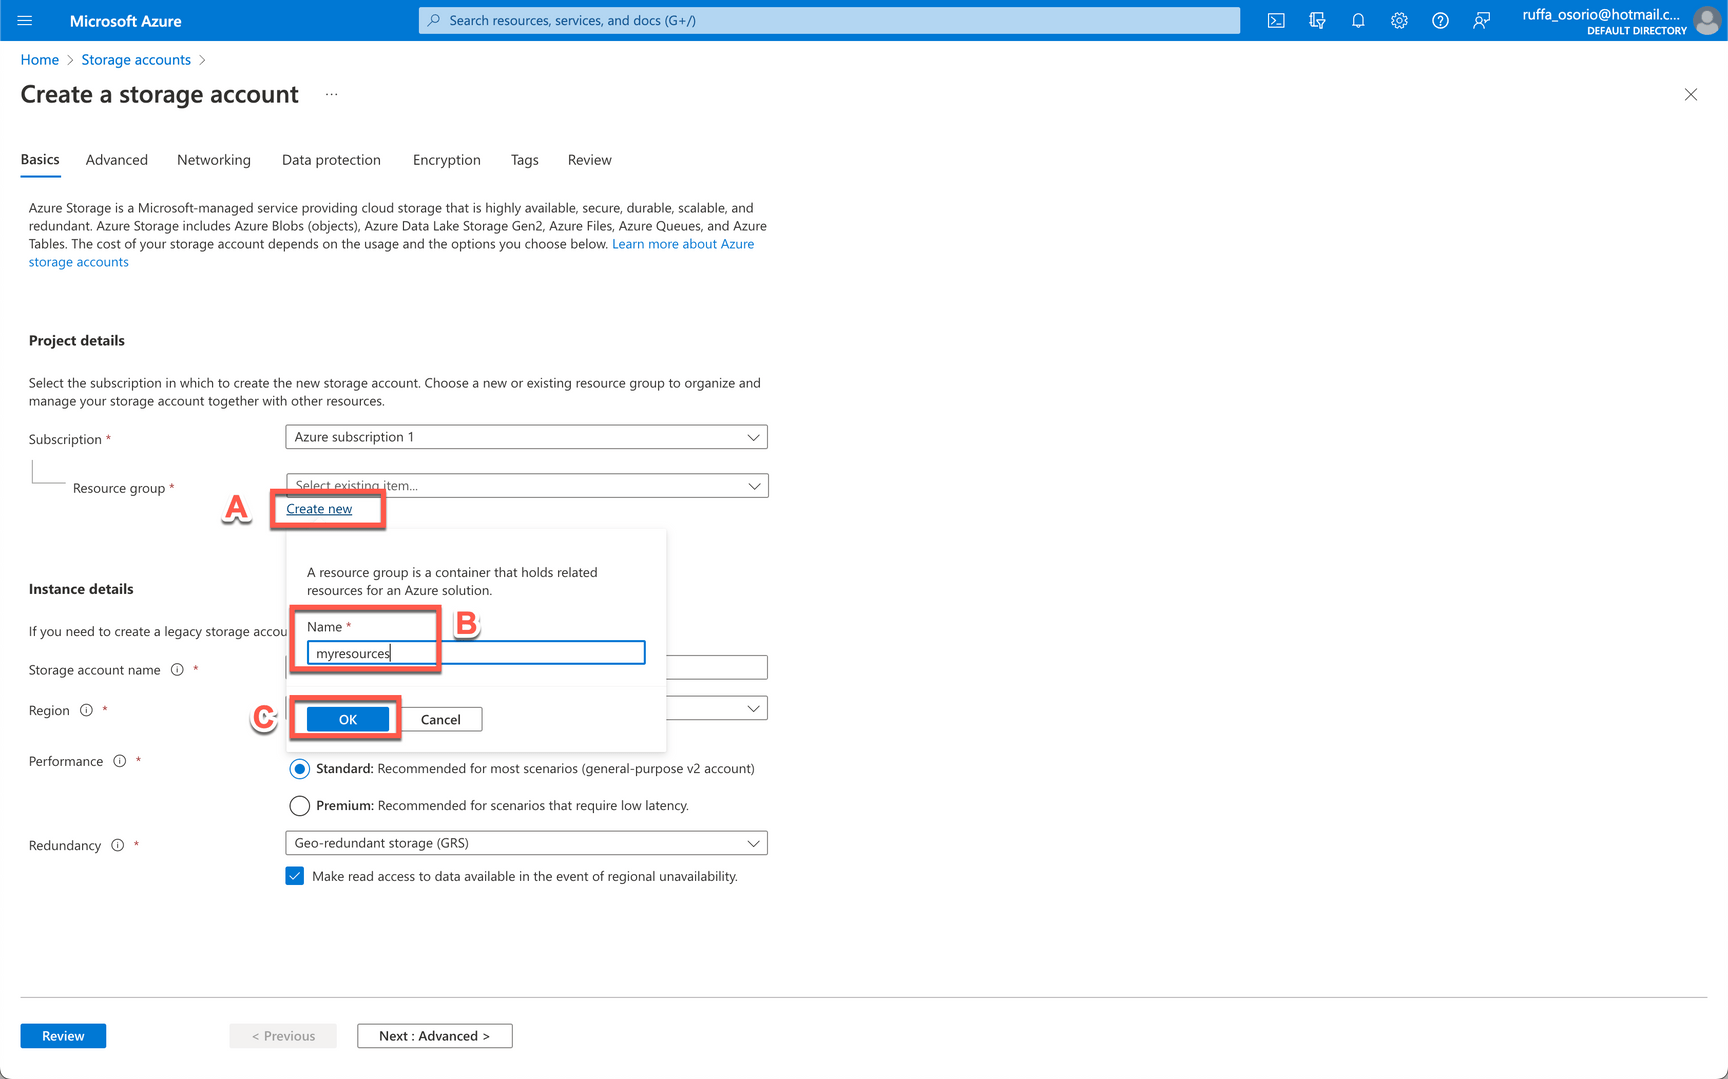 Microsoft Azure
Search resources, services, and docs (G+/)
ruffa_osorio@hotmail.c...
DEFAULT DIRECTORY
Home > Storage accounts >
Create a storage account ...
Basics Advanced Networking Data protection Encryption Tags Review
Azure Storage is a Microsoft-managed service providing cloud storage that is highly available, secure, durable, scalable, and
redundant. Azure Storage includes Azure Blobs (objects), Azure Data Lake Storage Gen2, Azure Files, Azure Queues, and Azure
Tables. The cost of your storage account depends on the usage and the options you choose below. Learn more about Azure
storage accounts
Project details
Select the subscription in which to create the new storage account. Choose a new or existing resource group to organize and
manage your storage account together with other resources.
Subscription *
Azure subscription 1
Resource group *
Select existing item...
A
Create new
A resource group is a container that holds related
resources for an Azure solution.
Instance details
Name *
B
If you need to create a legacy storage accou
myresources
Storage account name *
Region *
C
OK
Cancel
Performance *
Standard: Recommended for most scenarios (general-purpose v2 account)
Premium: Recommended for scenarios that require low latency.
Redundancy *
Geo-redundant storage (GRS)
Make read access to data available in the event of regional unavailability.
Review
< Previous
Next : Advanced >